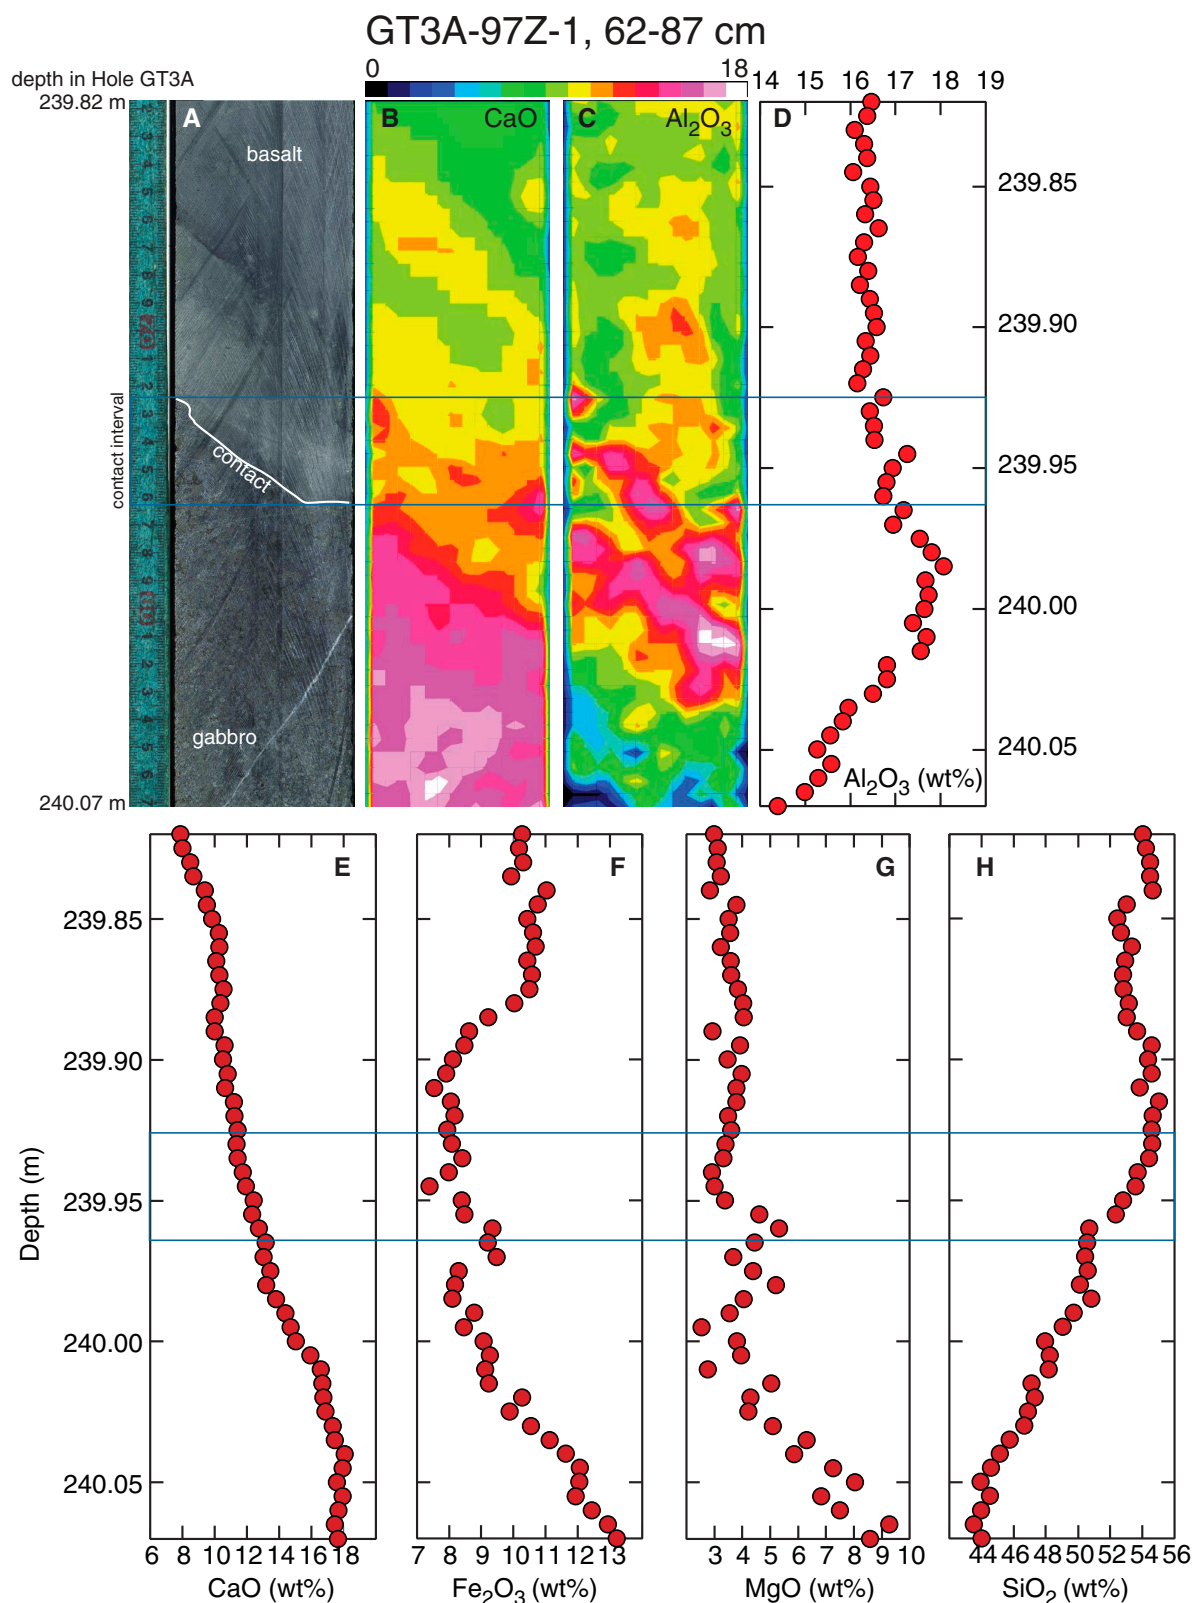 GT3A-97Z-1, 62-87 cm
depth in Hole GT3A
0 18
14 15 16 17 18 19
239.82 m
A
B CaO
C Al2O3
D
basalt
239.85
239.90
contact interval
contact
239.95
240.00
gabbro
240.05
Al2O3 (wt%)
240.07 m
E
F
G
H
239.85
239.90
Depth (m)
239.95
240.00
240.05
6 8 10 12 14 16 18
7 8 9 10 11 12 13
3 4 5 6 7 8 9 10
44 46 48 50 52 54 56
CaO (wt%)
Fe2O3 (wt%)
MgO (wt%)
SiO2 (wt%)